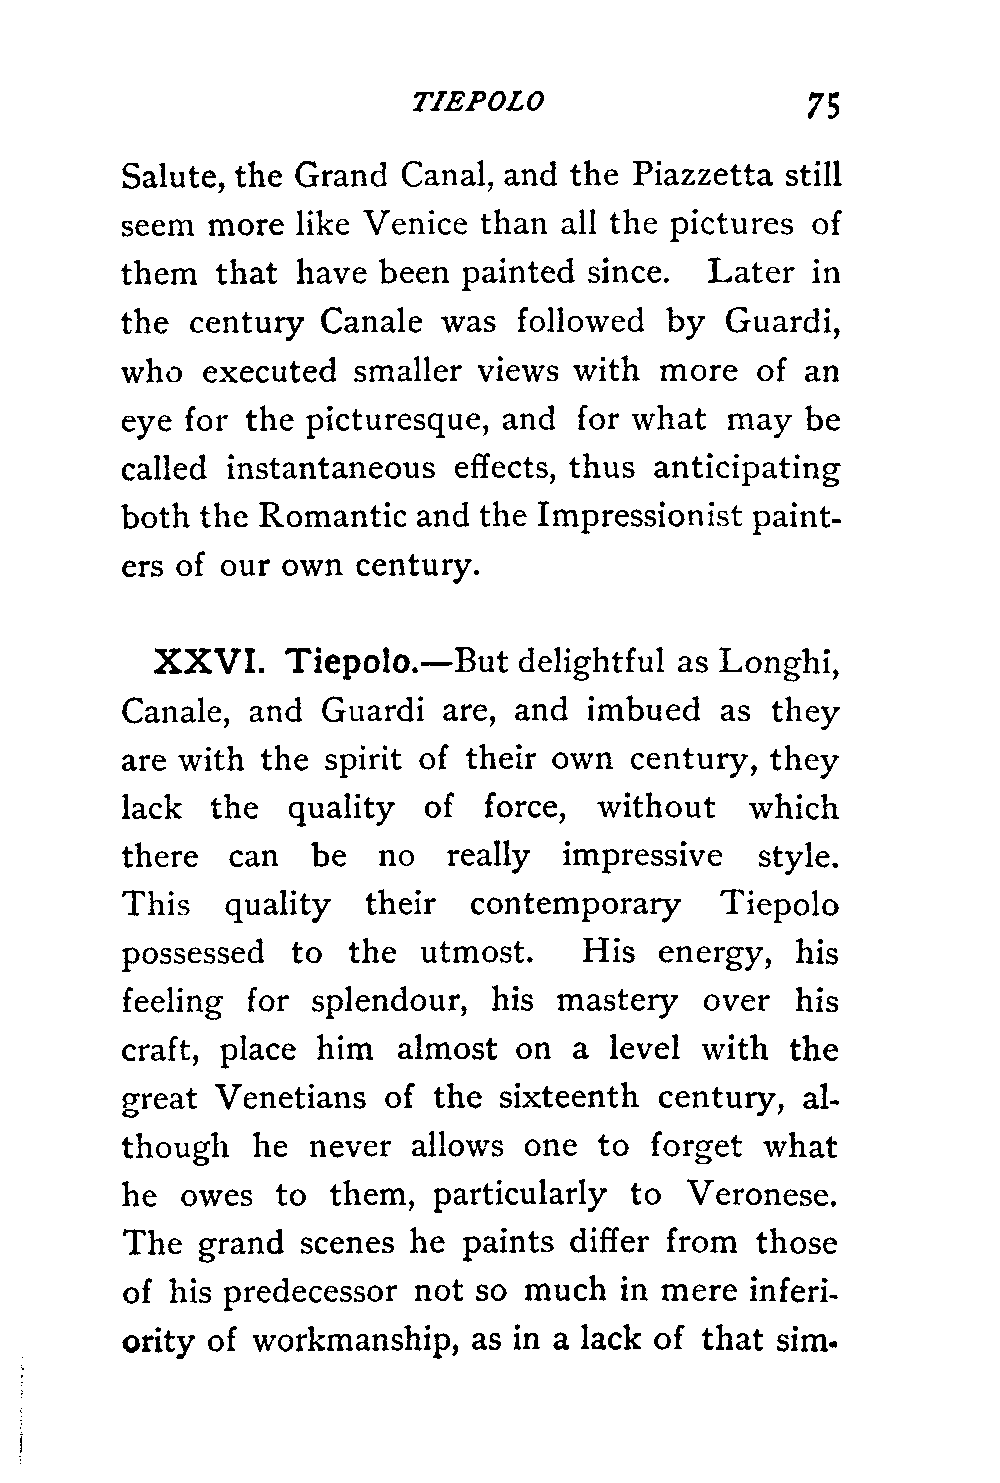 TIEPOLO 75
Salute, the Grand Canal, and the Piazzetta still
seem more like Venice than all the pictures of
them that have been painted since. Later in
the century Canale was followed by Guardi,
who executed smaller views with more of an
eye for the picturesque, and for what may be
called instantaneous effects, thus anticipating
both the Romantic and the Impressionist paint-
ers of our own century.
XXVI. Tiepolo.—But delightful as Longhi,
Canale, and Guardi are, and imbued as they
are with the spirit of their own century, they
lack the quality of force, without which
there can be no really impressive style.
This quality their contemporary Tiepolo
possessed to the utmost. His energy, his
feeling for splendour, his mastery over his
craft, place him almost on a level with the
great Venetians of the sixteenth century, al-
though he never allows one to forget what
he owes to them, particularly to Veronese.
The grand scenes he paints differ from those
of his predecessor not so much in mere inferi-
ority of workmanship, as in a lack of that sim-